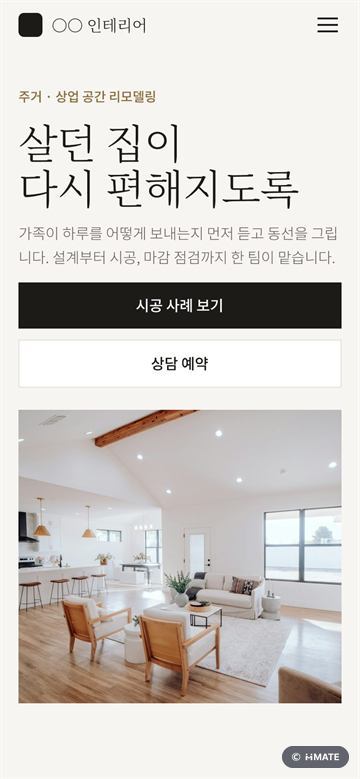 ○○ 인테리어
주거 · 상업 공간 리모델링
살던 집이
다시 편해지도록
가족이 하루를 어떻게 보내는지 먼저 듣고 동선을 그립
니다. 설계부터 시공, 마감 점검까지 한 팀이 맡습니다.
시공 사례 보기
상담 예약
© HMATE